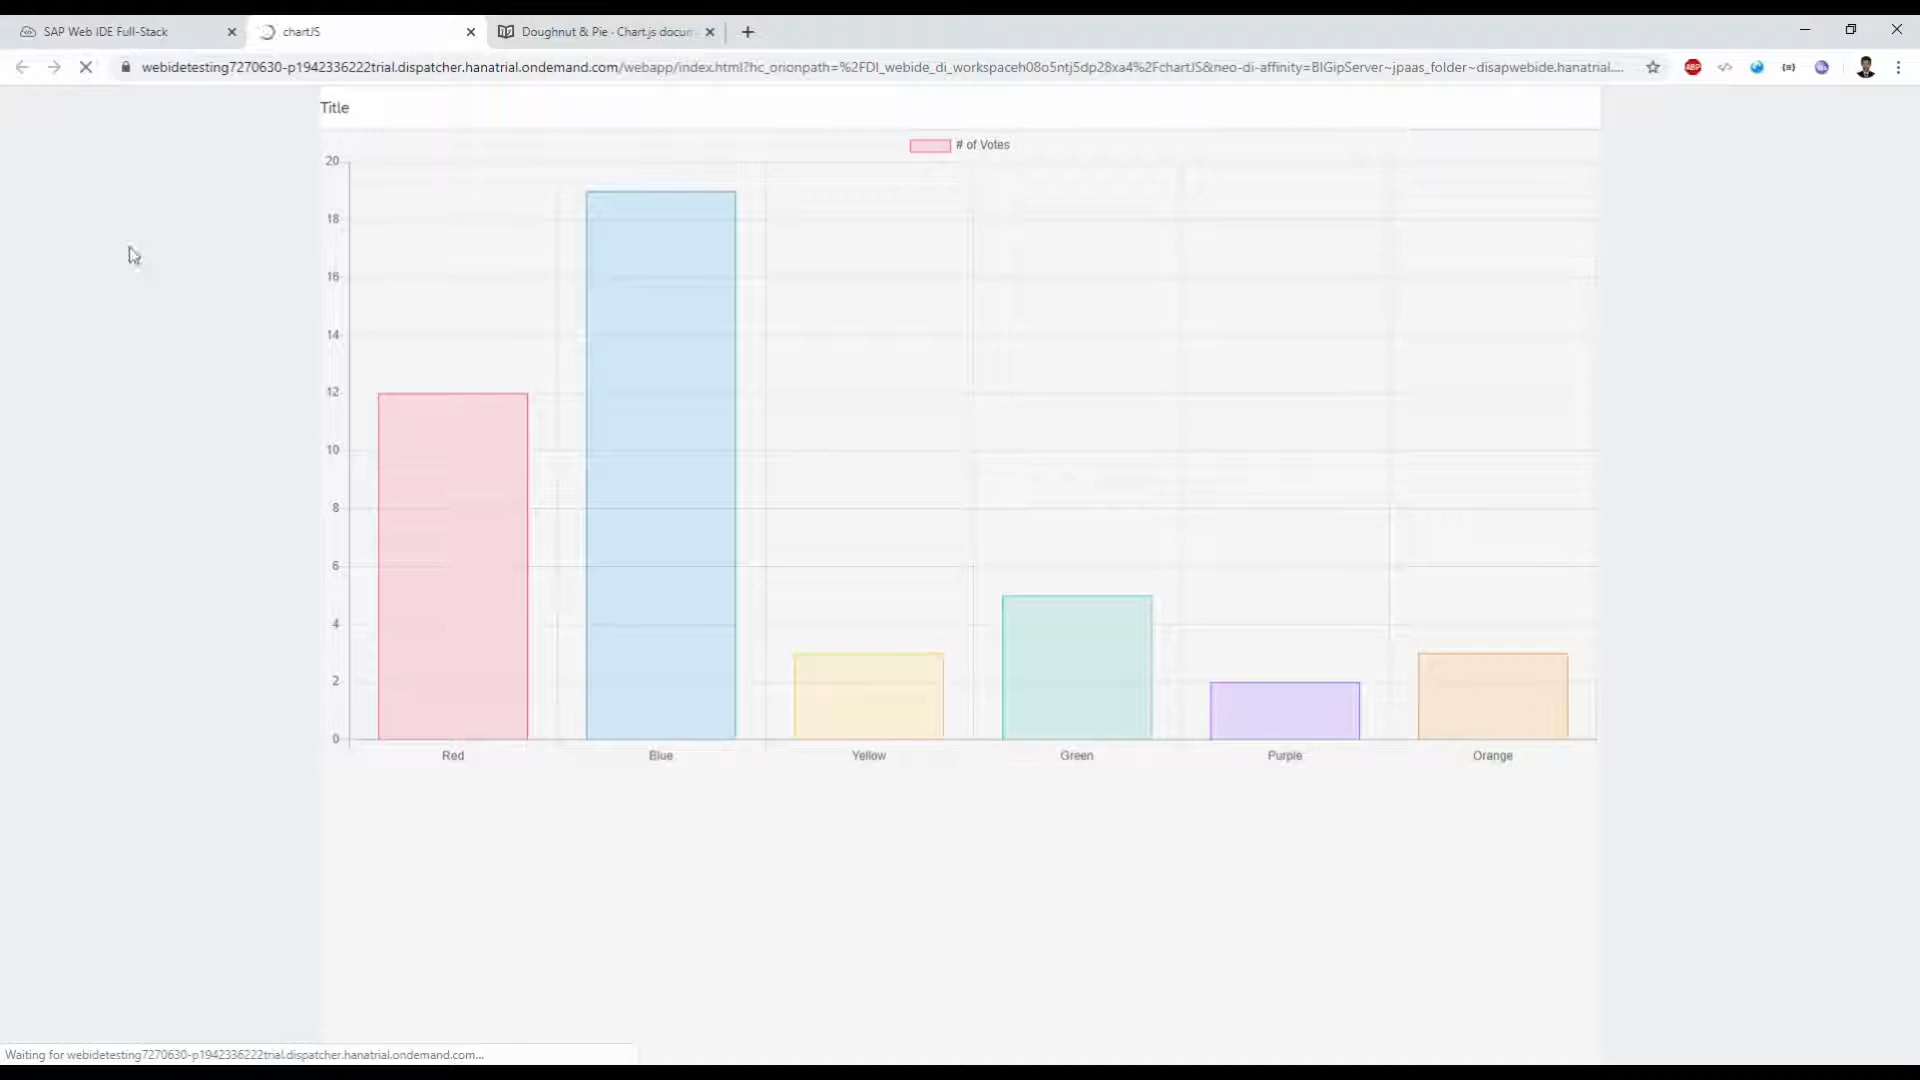 SAP Web IDE Full-Stack
chartJS
Doughnut & Pie · Chart.js docum
webidetesting7270630-p1942336222trial.dispatcher.hanatrial.ondemand.com/webapp/index.html?hc_orionpath=%2FDI_webide_di_workspaceh08o5ntj5dp28xa4%2FchartJS&neo-di-affinity=BIGipServer~jpaas_folder~disapwebide.hanatrial....
ABP
Title
# of Votes
20
18
16
14
12
10
8
6
4
2
0
Red
Blue
Yellow
Green
Purple
Orange
Waiting for webidetesting7270630-p1942336222trial.dispatcher.hanatrial.ondemand.com...